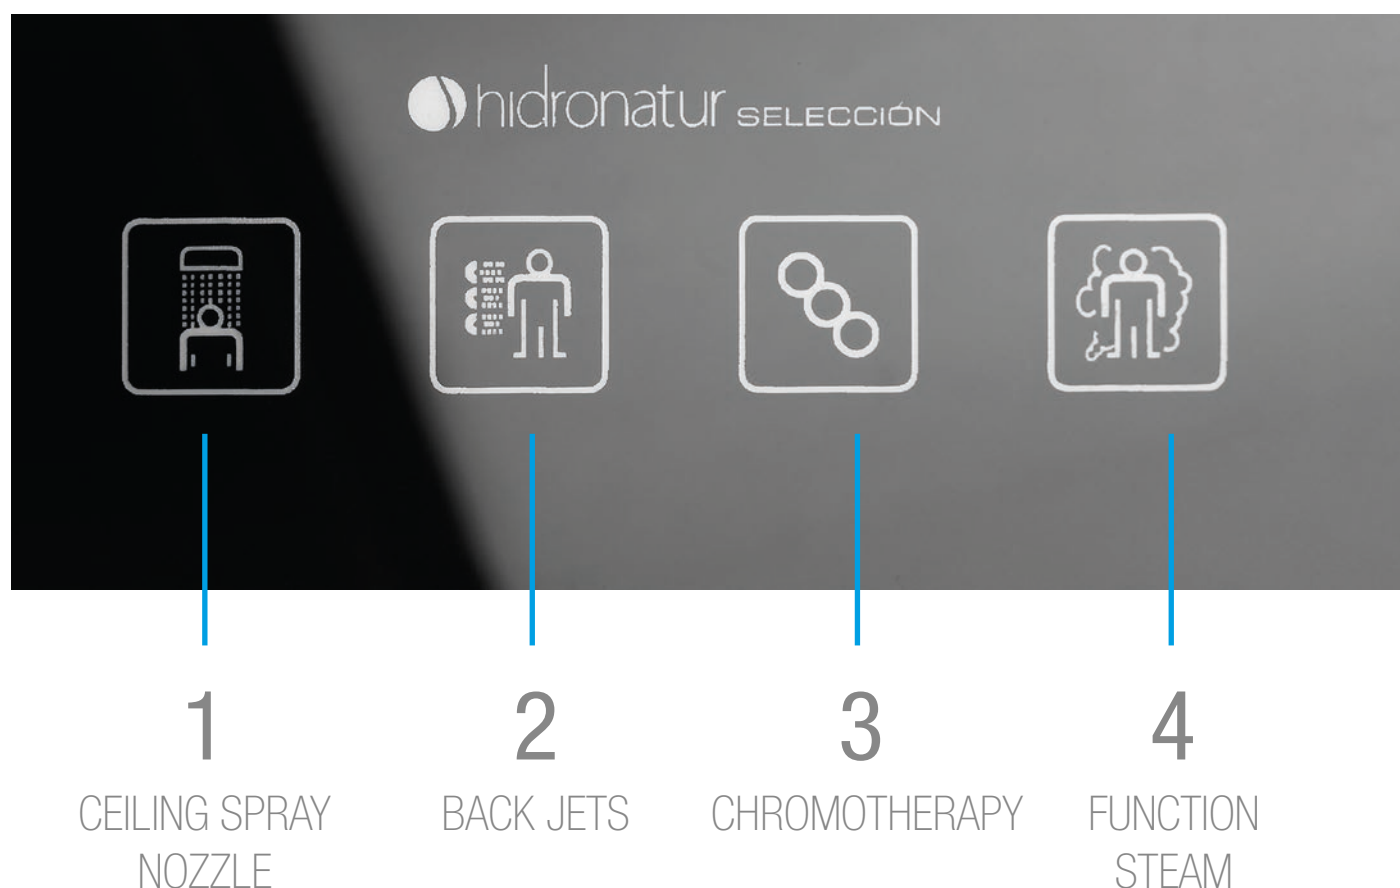 hidronatur SELECCIÓN
1
2
3
4
CEILING SPRAY
NOZZLE
BACK JETS
CHROMOTHERAPY
FUNCTION
STEAM